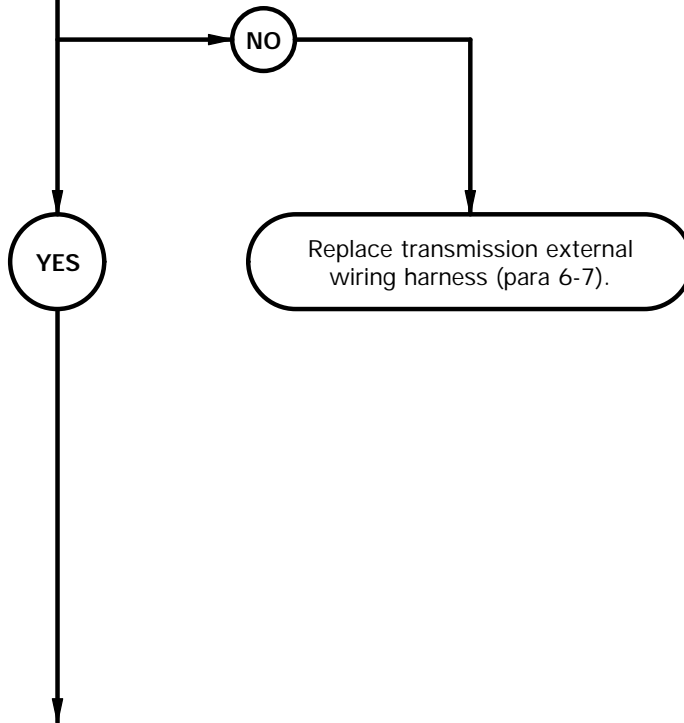 NO
YES
Replace transmission external
wiring harness (para 6-7).